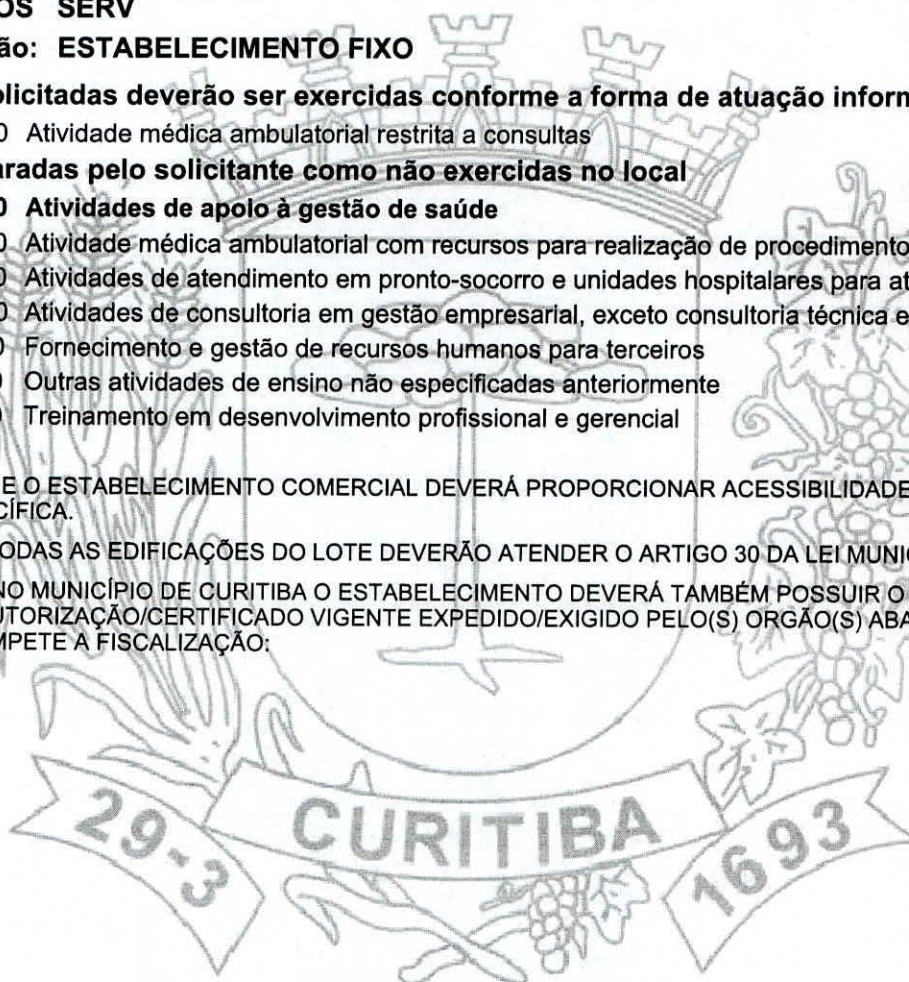 OS SERV
ão: ESTABELECIMENTO FIXO
olicitadas deverão ser exercidas conforme a forma de atuação inform
0 Atividade médica ambulatorial restrita a consultas
aradas pelo solicitante como não exercidas no local
0 Atividades de apoio à gestão de saúde
0 Atividade médica ambulatorial com recursos para realização de procedimento
0 Atividades de atendimento em pronto-socorro e unidades hospitalares para at
0 Atividades de consultoria em gestão empresarial, exceto consultoria técnica e
0 Fornecimento e gestão de recursos humanos para terceiros
0 Outras atividades de ensino não especificadas anteriormente
0 Treinamento em desenvolvimento profissional e gerencial
E O ESTABELECIMENTO COMERCIAL DEVERÁ PROPORCIONAR ACESSIBILIDADE
CÍFICA.
ODAS AS EDIFICAÇÕES DO LOTE DEVERÃO ATENDER O ARTIGO 30 DA LEI MUNIC
NO MUNICÍPIO DE CURITIBA O ESTABELECIMENTO DEVERÁ TAMBÉM POSSUIR O
UTORIZAÇÃO/CERTIFICADO VIGENTE EXPEDIDO/EXIGIDO PELO(S) ORGÃO(S) ABA
MPETE A FISCALIZAÇÃO:
29-3 CURITIBA 1693